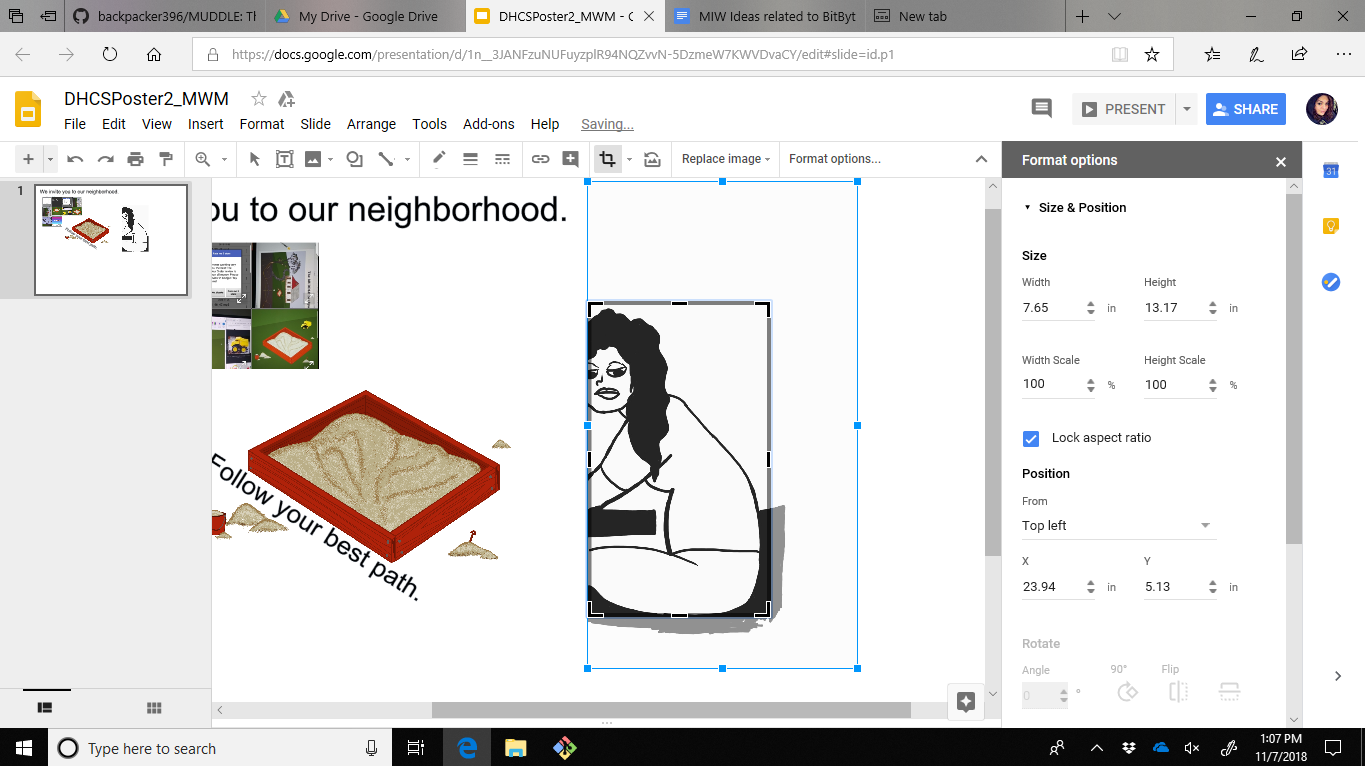 backpacker396/MUDDLE: Th
My Drive - Google Drive
DHCSPoster2_MWM - G
MIW Ideas related to BitByt
New tab
https://docs.google.com/presentation/d/1n__3JANFzuNUFuyzplR94NQZvvN-5DzmeW7KWVDvaCY/edit#slide=id.p1
DHCSPoster2_MWM
File Edit View Insert Format Slide Arrange Tools Add-ons Help Saving...
PRESENT
SHARE
Replace image
Format options...
Format options
1
We invite you to our neighborhood.
ou to our neighborhood.
Follow your best path.
Size & Position
Size
Width Height
7.65 in 13.17 in
Width Scale Height Scale
100 % 100 %
Lock aspect ratio
Position
From
Top left
X Y
23.94 in 5.13 in
Rotate
Angle 90° Flip
0 °
31
Type here to search
1:07 PM
11/7/2018